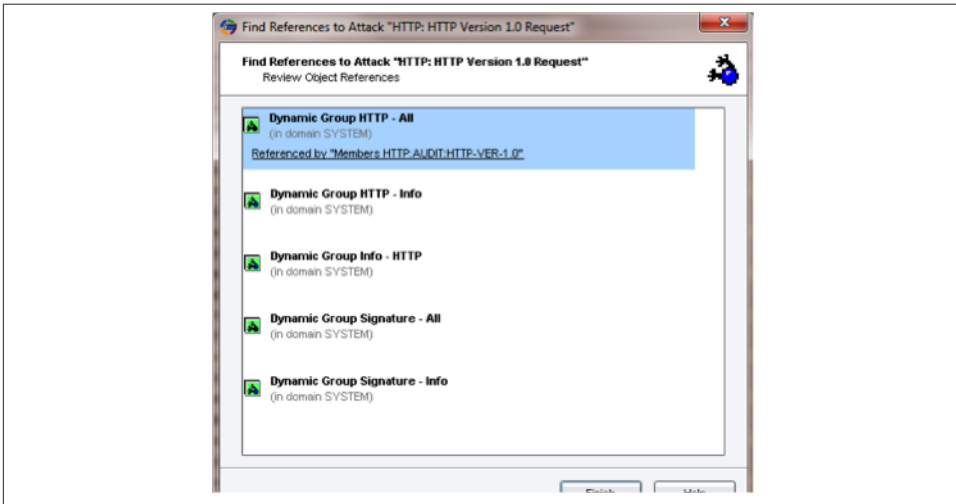 Find References to Attack "HTTP: HTTP Version 1.0 Request"
Find References to Attack "HTTP: HTTP Version 1.0 Request"
Review Object References
Dynamic Group HTTP - All
(in domain SYSTEM)
Referenced by "Members HTTP:AUDIT:HTTP-VER-1.0"
Dynamic Group HTTP - Info
(in domain SYSTEM)
Dynamic Group Info - HTTP
(in domain SYSTEM)
Dynamic Group Signature - All
(in domain SYSTEM)
Dynamic Group Signature - Info
(in domain SYSTEM)
Finish Help